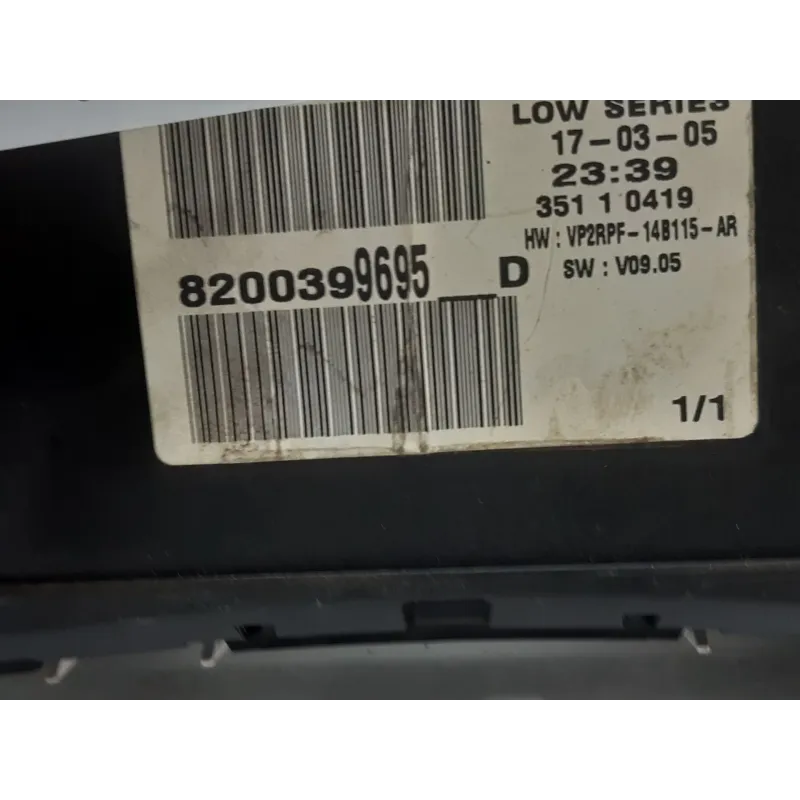 LOW SERIES
17-03-05
23:39
351 1 0419
HW : VP2RPF-14B115-AR
8200399695__D
SW : V09.05
1/1